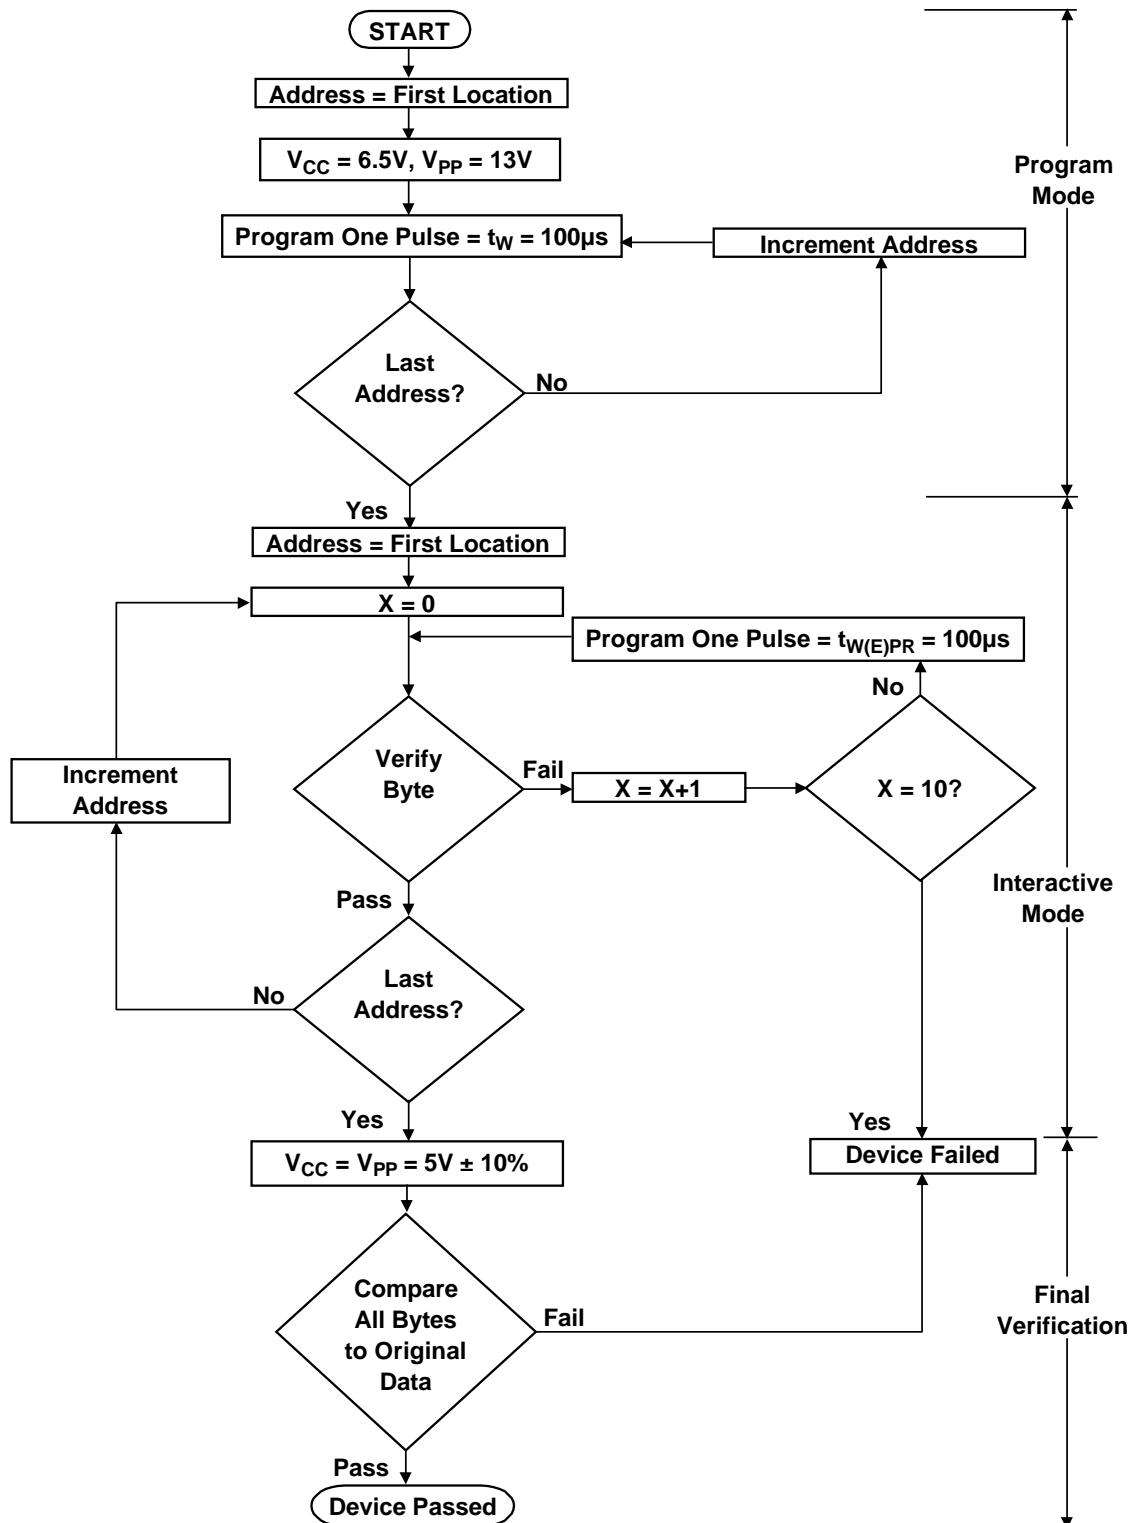 START
Address = First Location
VCC = 6.5V, VPP = 13V
Program
Mode
Program One Pulse = tW = 100µs
Increment Address
Last
Address?
No
Yes
Address = First Location
X = 0
Program One Pulse = tW(E)PR = 100µs
No
Increment
Address
Verify
Byte
Fail
X = X+1
X = 10?
Pass
Interactive
Mode
Last
Address?
No
Yes
Yes
VCC = VPP = 5V ± 10%
Device Failed
Compare
All Bytes
to Original
Data
Fail
Final
Verification
Pass
Device Passed